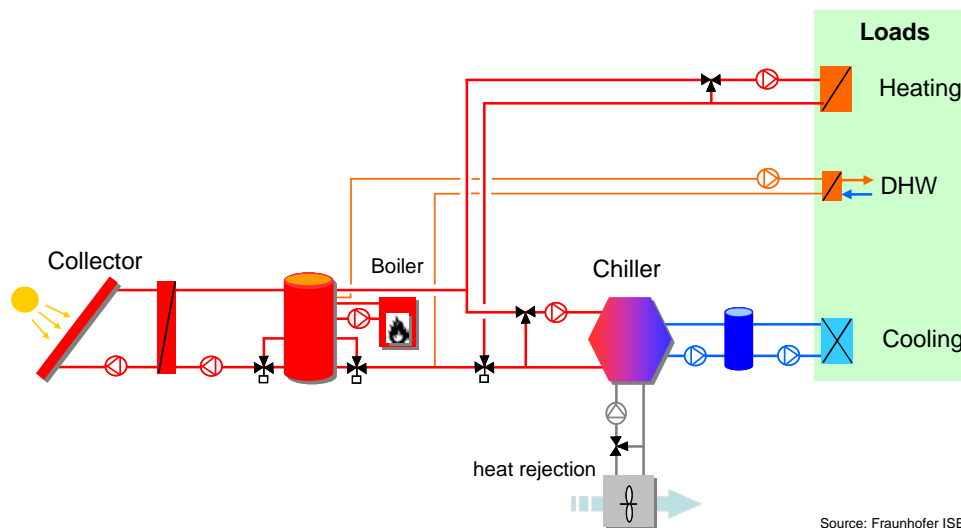 Loads
Heating
DHW
Collector
Boiler
Chiller
Cooling
heat rejection
Source: Fraunhofer ISE